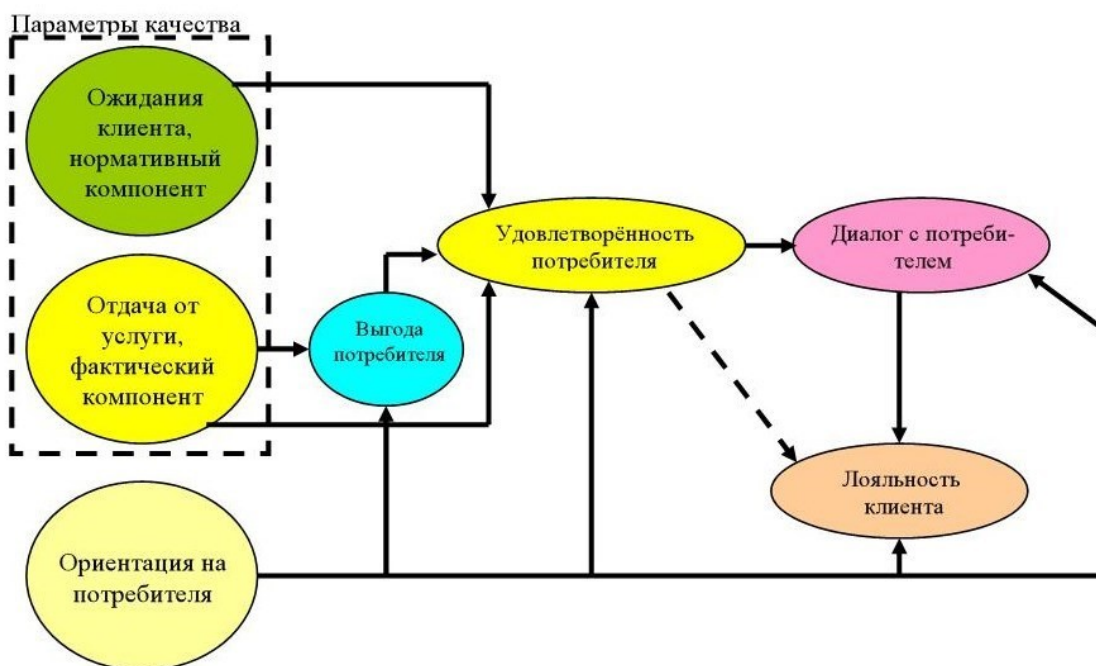 Параметры качества
Ожидания
клиента,
нормативный
компонент
Удовлетворённость
потребителя
Диалог с потреби-
телем
Отдача от
услуги,
фактический
компонент
Выгода
потребителя
Лояльность
клиента
Ориентация на
потребителя